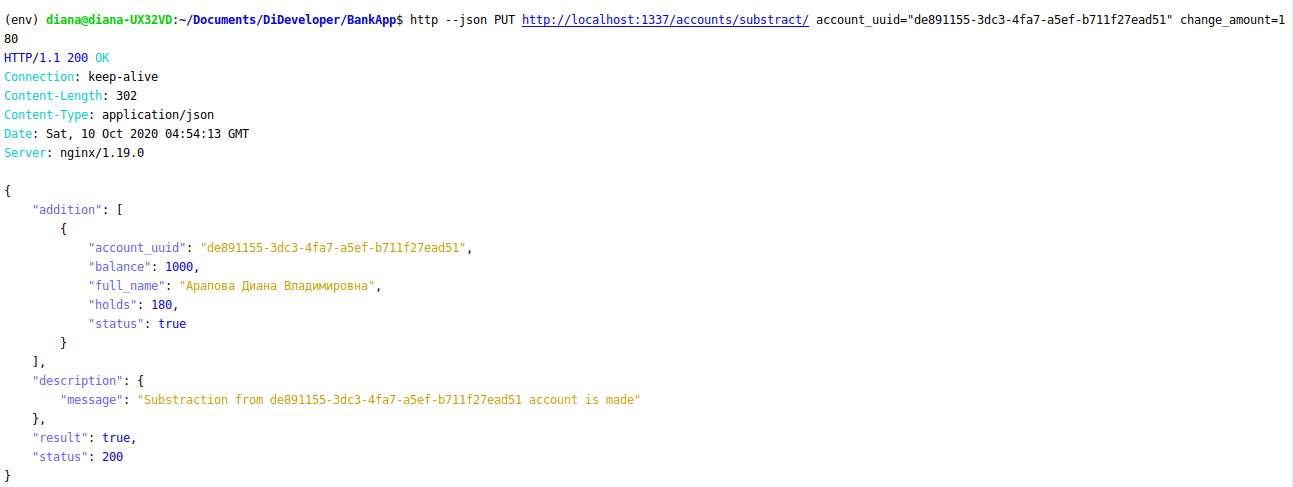 (env) diana@diana-UX32VD:~/Documents/DiDeveloper/BankApp$ http --json PUT http://localhost:1337/accounts/substract/ account_uuid="de891155-3dc3-4fa7-a5ef-b711f27ead51" change_amount=1
80
HTTP/1.1 200 OK
Connection: keep-alive
Content-Length: 302
Content-Type: application/json
Date: Sat, 10 Oct 2020 04:54:13 GMT
Server: nginx/1.19.0
{
    "addition": [
        {
            "account_uuid": "de891155-3dc3-4fa7-a5ef-b711f27ead51",
            "balance": 1000,
            "full_name": "Арапова Диана Владимировна",
            "holds": 180,
            "status": true
        }
    ],
    "description": {
        "message": "Substraction from de891155-3dc3-4fa7-a5ef-b711f27ead51 account is made"
    },
    "result": true,
    "status": 200
}